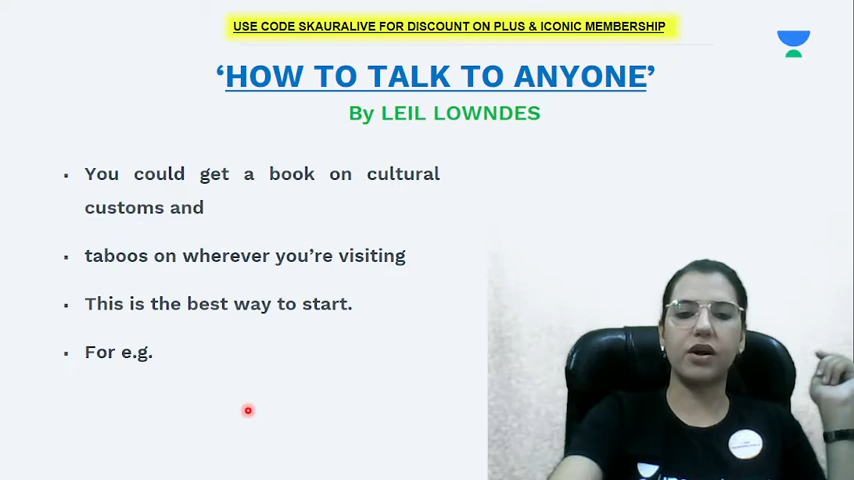 USE CODE SKAURALIVE FOR DISCOUNT ON PLUS & ICONIC MEMBERSHIP
‘HOW TO TALK TO ANYONE’
By LEIL LOWNDES
▪ You could get a book on cultural
customs and
▪ taboos on wherever you’re visiting
▪ This is the best way to start.
▪ For e.g.